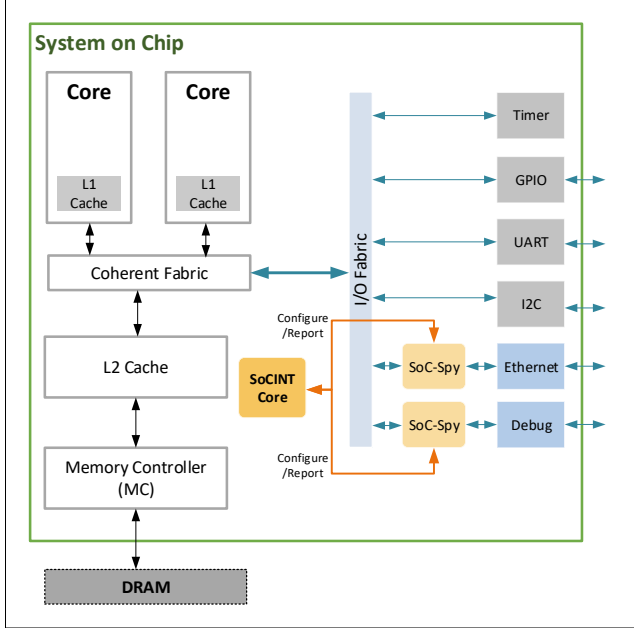 System on Chip
Core
Core
L1
Cache
L1
Cache
Coherent Fabric
L2 Cache
Memory Controller
(MC)
DRAM
I/O Fabric
Timer
GPIO
UART
I2C
Configure
/Report
SoCINT
Core
SoC-Spy
Ethernet
SoC-Spy
Debug
Configure
/Report